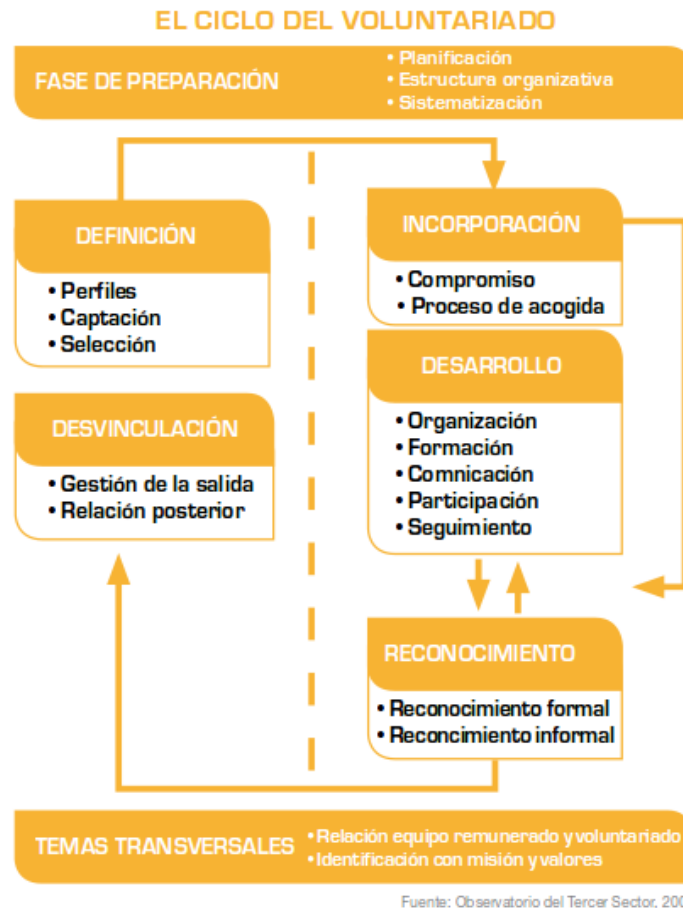 EL CICLO DEL VOLUNTARIADO
FASE DE PREPARACIÓN
• Planificación
• Estructura organizativa
• Sistematización
DEFINICIÓN
• Perfiles
• Captación
• Selección
INCORPORACIÓN
• Compromiso
• Proceso de acogida
DESARROLLO
• Organización
• Formación
• Comnicación
• Participación
• Seguimiento
DESVINCULACIÓN
• Gestión de la salida
• Relación posterior
RECONOCIMIENTO
• Reconocimiento formal
• Reconcimiento informal
TEMAS TRANSVERSALES
• Relación equipo remunerado y voluntariado
• Identificación con misión y valores
Fuente: Observatorio del Tercer Sector,